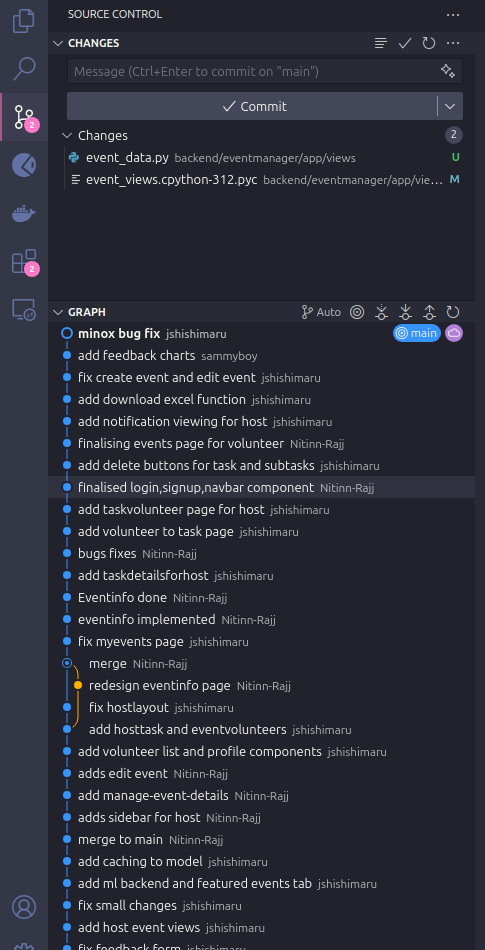 SOURCE CONTROL
CHANGES
Message (Ctrl+Enter to commit on "main")
Commit
Changes 2
event_data.py backend/eventmanager/app/views U
event_views.cpython-312.pyc backend/eventmanager/app/vie... M
2
2
GRAPH Auto
minox bug fix jshishimaru main
add feedback charts sammyboy
fix create event and edit event jshishimaru
add download excel function jshishimaru
add notification viewing for host jshishimaru
finalising events page for volunteer Nitinn-Rajj
add delete buttons for task and subtasks jshishimaru
finalised login,signup,navbar component Nitinn-Rajj
add taskvolunteer page for host jshishimaru
add volunteer to task page jshishimaru
bugs fixes Nitinn-Rajj
add taskdetailsforhost jshishimaru
Eventinfo done Nitinn-Rajj
eventinfo implemented Nitinn-Rajj
fix myevents page jshishimaru
merge Nitinn-Rajj
redesign eventinfo page Nitinn-Rajj
fix hostlayout jshishimaru
add hosttask and eventvolunteers jshishimaru
add volunteer list and profile components jshishimaru
adds edit event Nitinn-Rajj
add manage-event-details Nitinn-Rajj
adds sidebar for host Nitinn-Rajj
merge to main Nitinn-Rajj
add caching to model jshishimaru
add ml backend and featured events tab jshishimaru
fix small changes jshishimaru
add host event views jshishimaru
fix feedback form jshishimaru